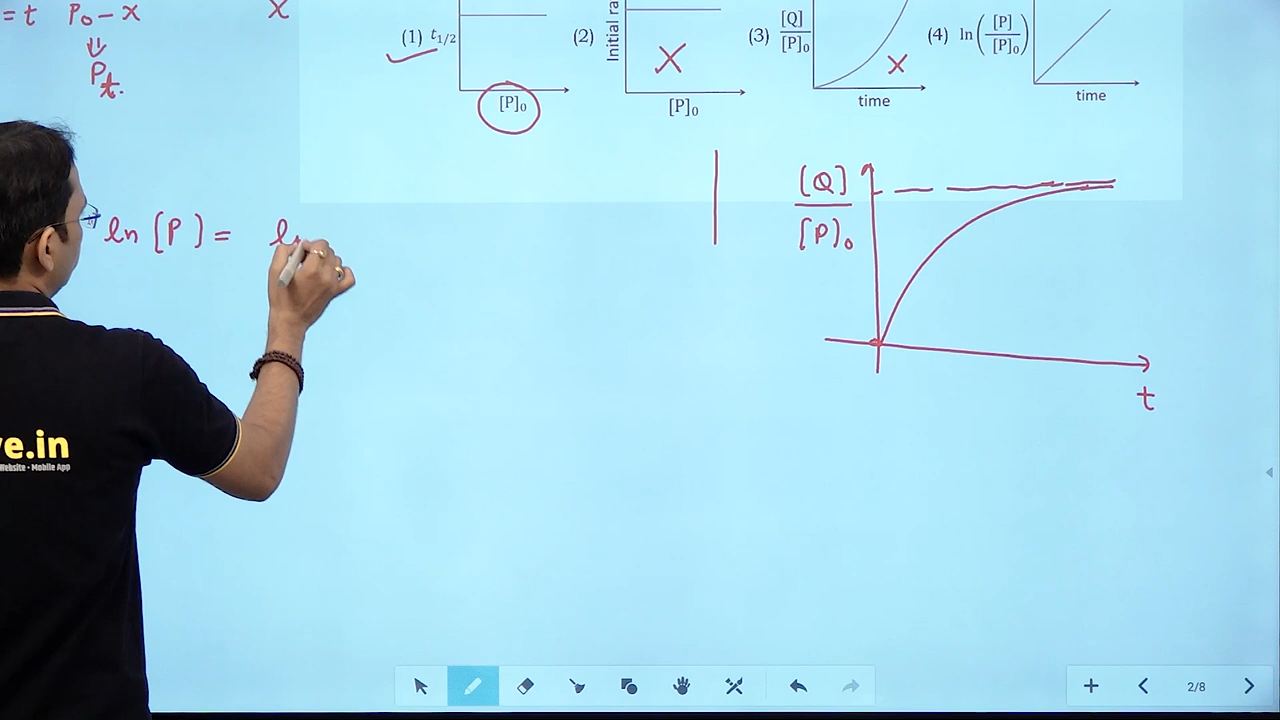 = t P₀ - x x
⇓
Pt.
(1) t1/2 [P]₀
(2) Initial ra [P]₀ X
(3) [Q]/[P]₀ time X
(4) ln([P]/[P]₀) time
ln [P] = ln
[Q]/[P]₀
t
e.in
Website • Mobile App
2/8